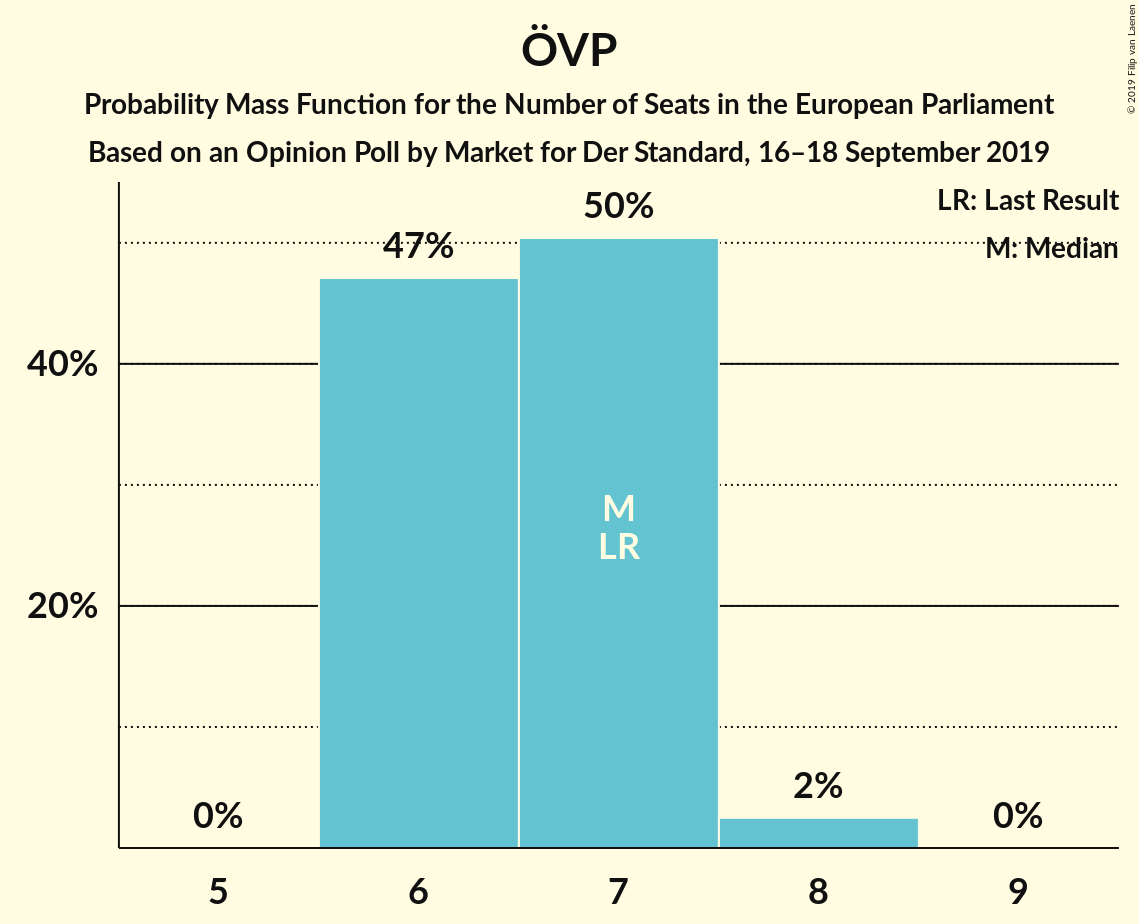 ÖVP
Probability Mass Function for the Number of Seats in the European Parliament
Based on an Opinion Poll by Market for Der Standard, 16–18 September 2019
© 2019 Filip van Laenen
LR: Last Result
M: Median
50%
47%
40%
M
LR
20%
2%
0%
0%
5
6
7
8
9